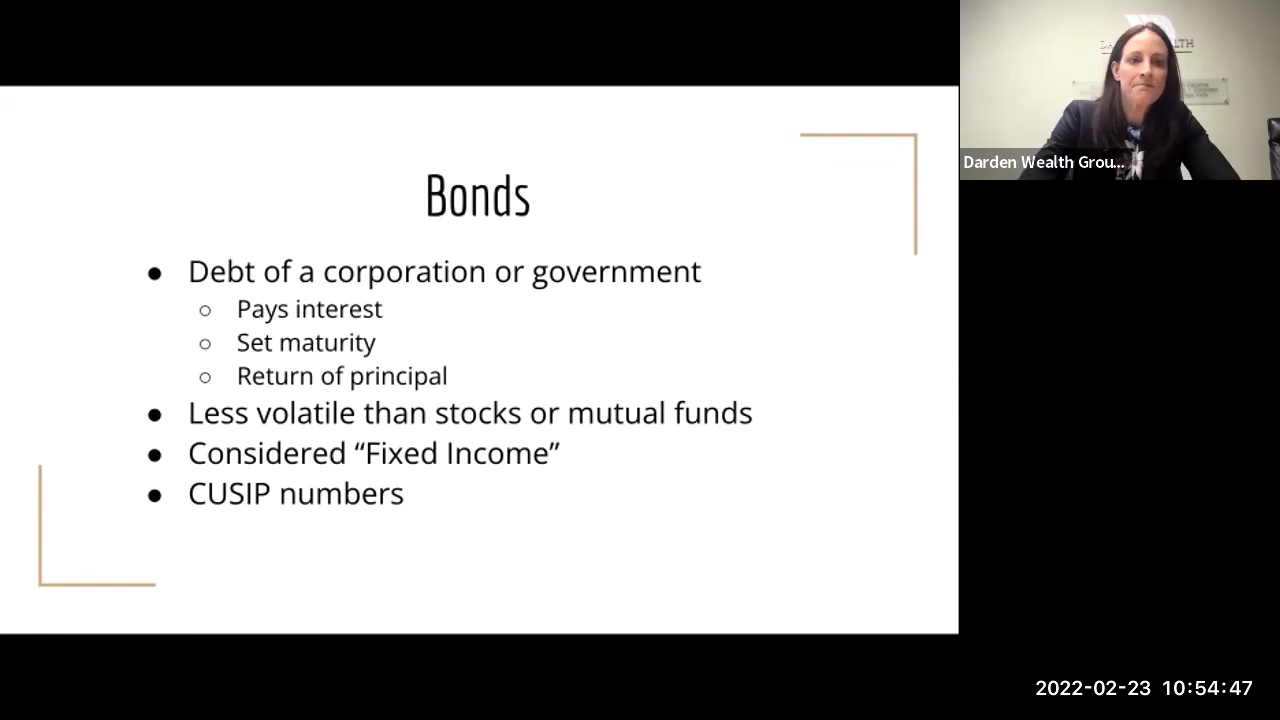 Bonds
● Debt of a corporation or government
○ Pays interest
○ Set maturity
○ Return of principal
● Less volatile than stocks or mutual funds
● Considered “Fixed Income”
● CUSIP numbers
Darden Wealth Grou...
2022-02-23 10:54:47